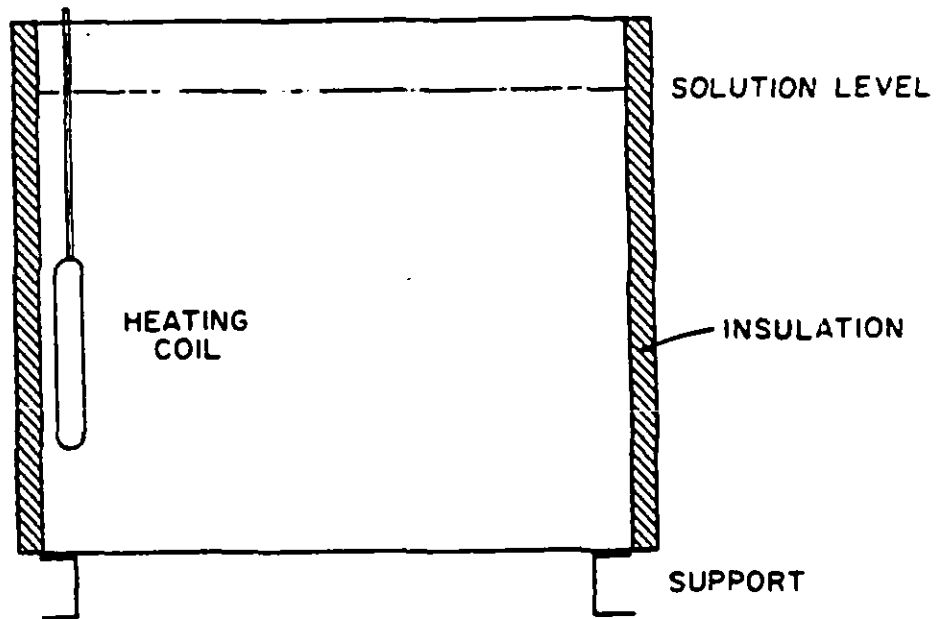 SOLUTION LEVEL
HEATING
COIL
INSULATION
SUPPORT